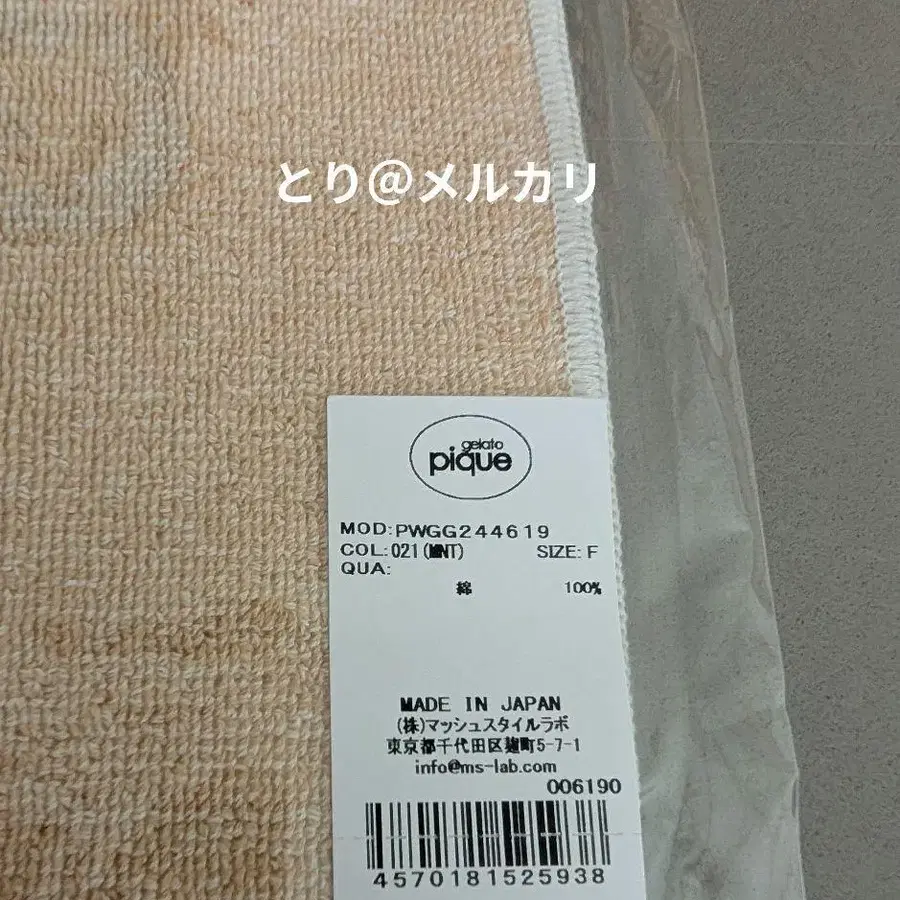 とり@メルカリ
gelato
pique
MOD:PWGG244619
COL:021(MNT) SIZE:F
QUA:
綿 100%
MADE IN JAPAN
(株)マッシュスタイルラボ
東京都千代田区麹町5-7-1
info@ms-lab.com
006190
4570181525938